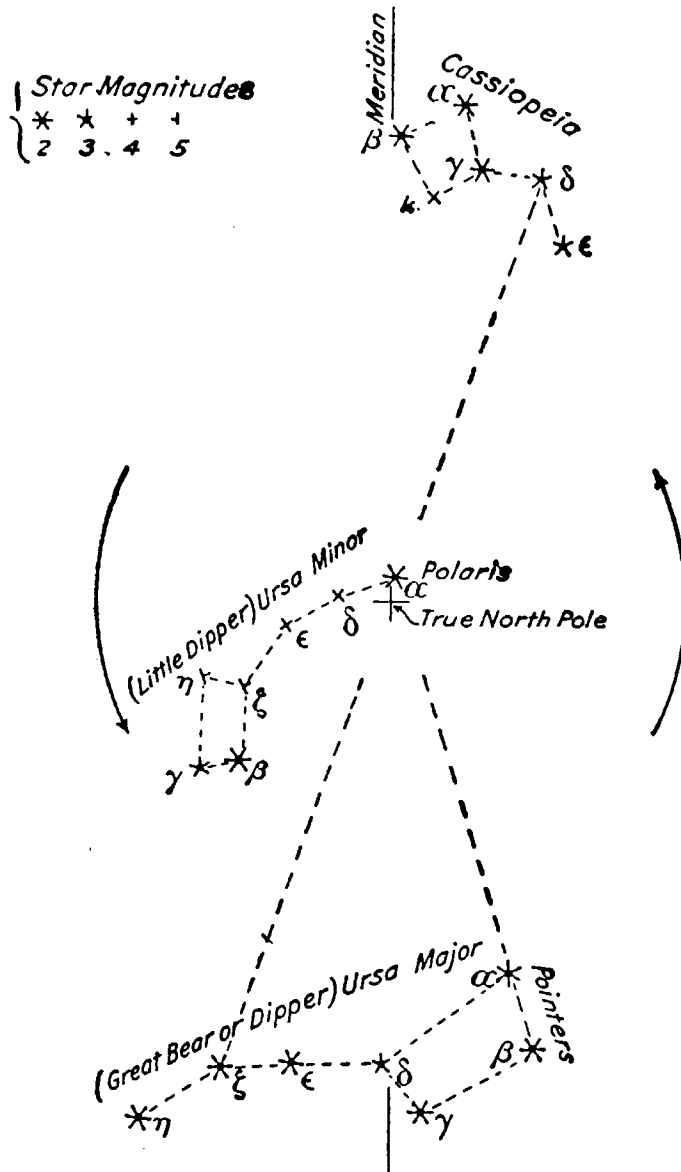 Star Magnitudes
2 3 4 5
Meridian
Cassiopeia
α
β
γ
δ
k
ε
(Little Dipper) Ursa Minor
α Polaris
True North Pole
δ
ε
η
ξ
γ
β
(Great Bear or Dipper) Ursa Major
α
Pointers
β
ξ
ε
δ
γ
η